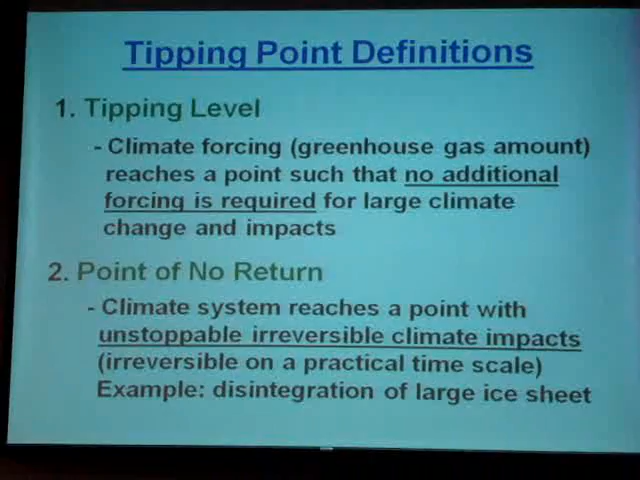 Tipping Point Definitions
1. Tipping Level
- Climate forcing (greenhouse gas amount)
reaches a point such that no additional
forcing is required for large climate
change and impacts
2. Point of No Return
- Climate system reaches a point with
unstoppable irreversible climate impacts
(irreversible on a practical time scale)
Example: disintegration of large ice sheet